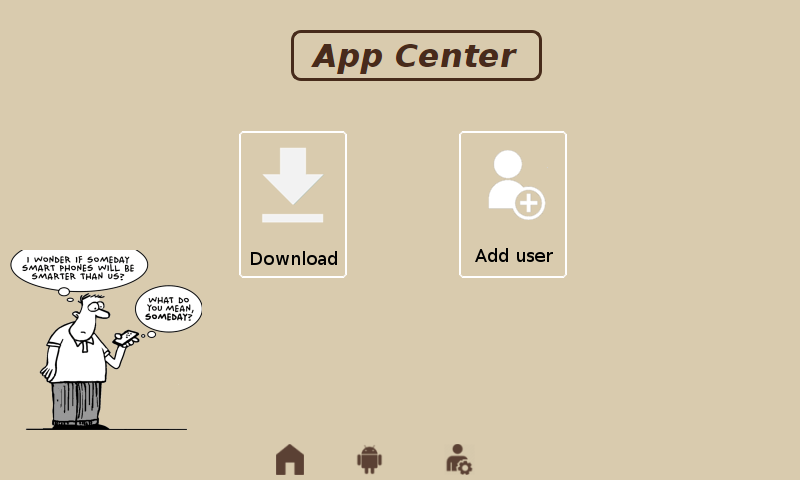 App Center
Download
Add user
I WONDER IF SOMEDAY
SMART PHONES WILL BE
SMARTER THAN US?
WHAT DO
YOU MEAN,
SOMEDAY?